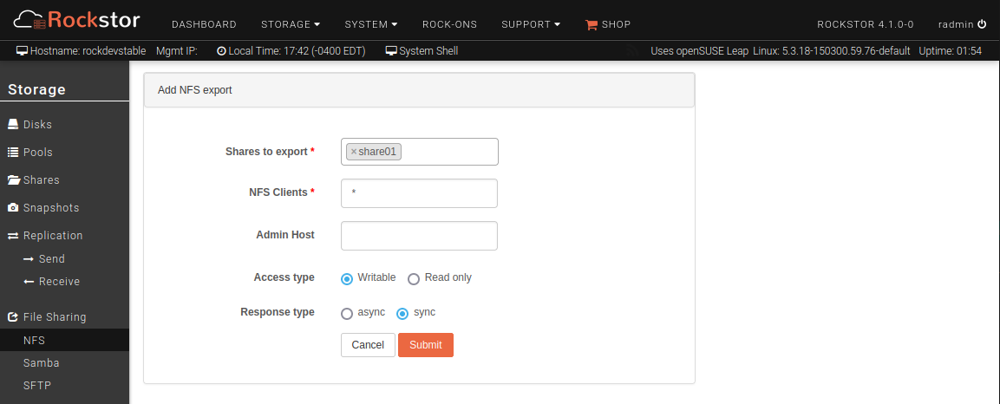 Rockstor DASHBOARD STORAGE SYSTEM ROCK-ONS SUPPORT SHOP ROCKSTOR 4.1.0-0 radmin
Hostname: rockdevstable Mgmt IP: Local Time: 17:42 (-0400 EDT) System Shell Uses openSUSE Leap Linux: 5.3.18-150300.59.76-default Uptime: 01:54
Storage
Disks
Pools
Shares
Snapshots
Replication
Send
Receive
File Sharing
NFS
Samba
SFTP
Add NFS export
Shares to export * ×share01
NFS Clients * *
Admin Host
Access type Writable Read only
Response type async sync
Cancel Submit